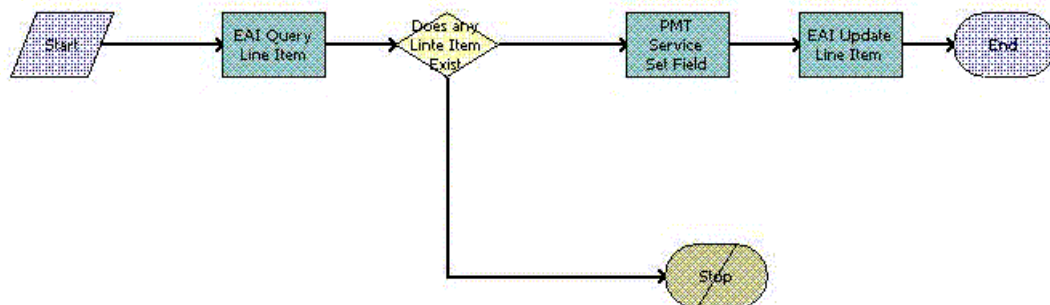 Start
EAI Query
Line Item
Does any
Linte Item
Exist
PMT
Service
Set Field
EAI Update
Line Item
End
Stop